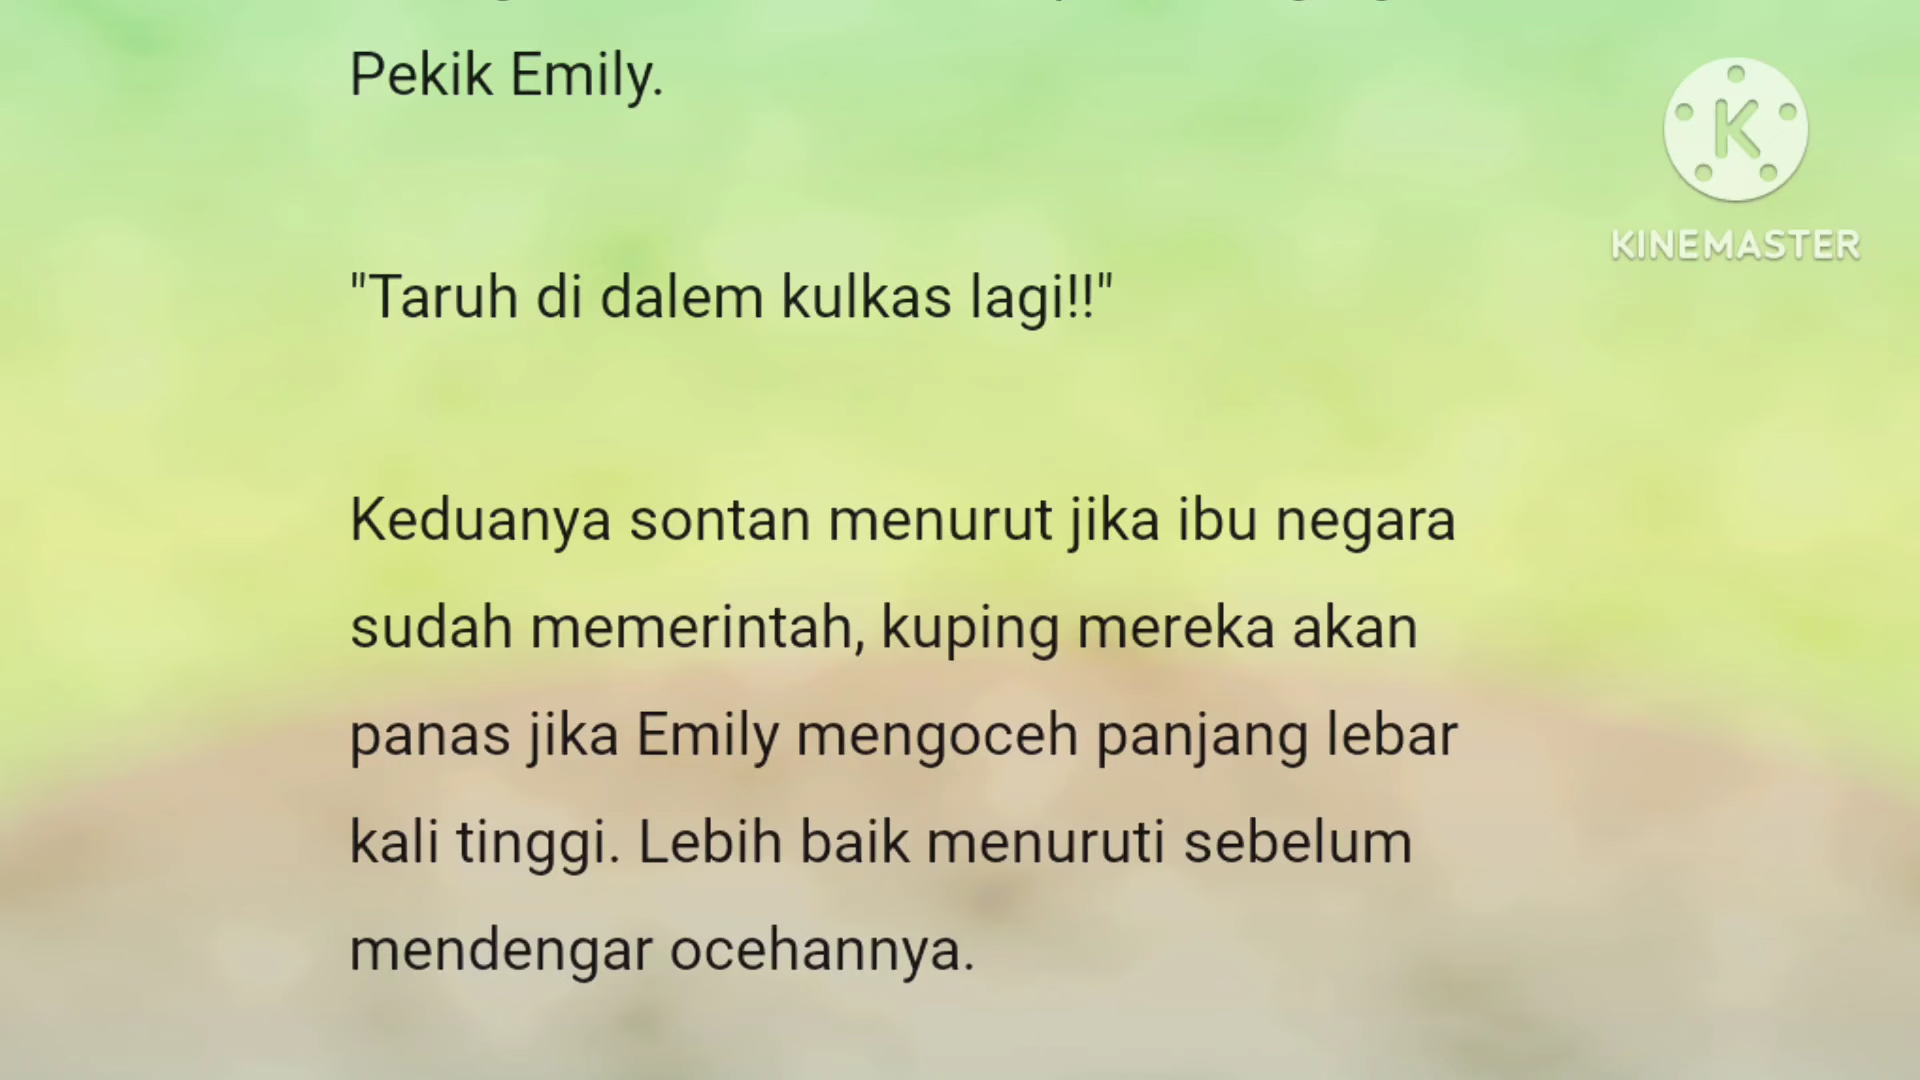 Pekik Emily.
"Taruh di dalem kulkas lagi!!"
Keduanya sontan menurut jika ibu negara
sudah memerintah, kuping mereka akan
panas jika Emily mengoceh panjang lebar
kali tinggi. Lebih baik menuruti sebelum
mendengar ocehannya.
K
KINEMASTER